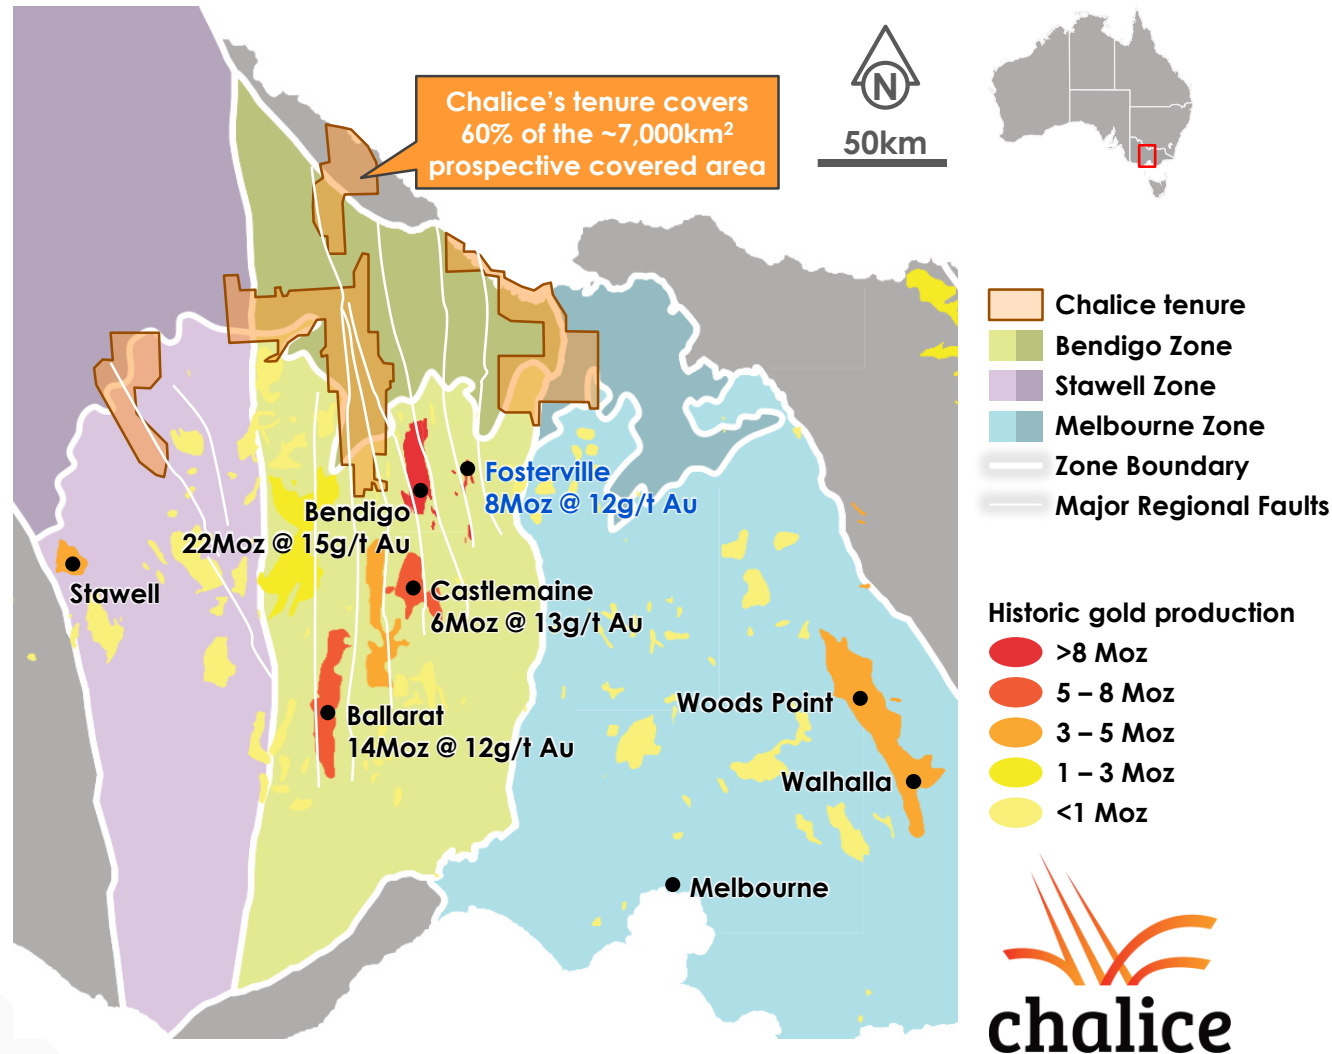 Chalice's tenure covers
60% of the ~7,000km²
prospective covered area
N
50km
Chalice tenure
Bendigo Zone
Stawell Zone
Melbourne Zone
Zone Boundary
Major Regional Faults
Fosterville
8Moz @ 12g/t Au
Bendigo
22Moz @ 15g/t Au
Stawell
Castlemaine
6Moz @ 13g/t Au
Ballarat
14Moz @ 12g/t Au
Woods Point
Walhalla
Melbourne
Historic gold production
>8 Moz
5 – 8 Moz
3 – 5 Moz
1 – 3 Moz
<1 Moz
chalice